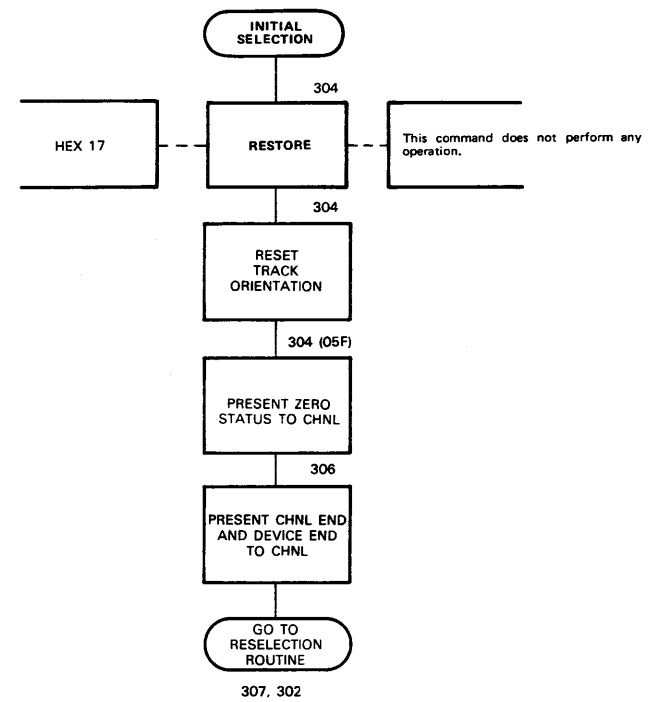 INITIAL
SELECTION
304
HEX 17
RESTORE
This command does not perform any
operation.
304
RESET
TRACK
ORIENTATION
304 (05F)
PRESENT ZERO
STATUS TO CHNL
306
PRESENT CHNL END
AND DEVICE END
TO CHNL
GO TO
RESELECTION
ROUTINE
307, 302